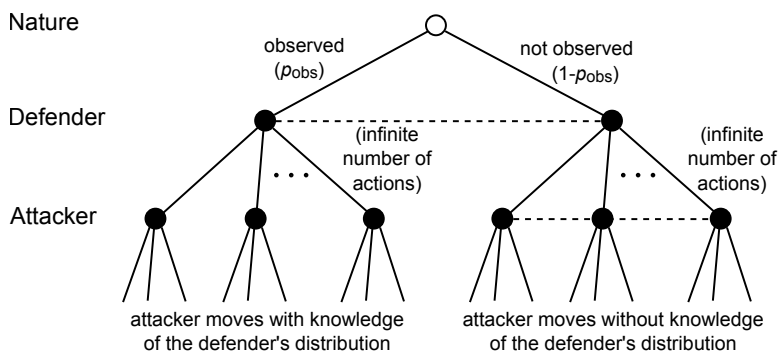 Nature
observed
(pobs)
not observed
(1-pobs)
Defender
(infinite
number of
actions)
(infinite
number of
actions)
Attacker
attacker moves with knowledge
of the defender's distribution
attacker moves without knowledge
of the defender's distribution